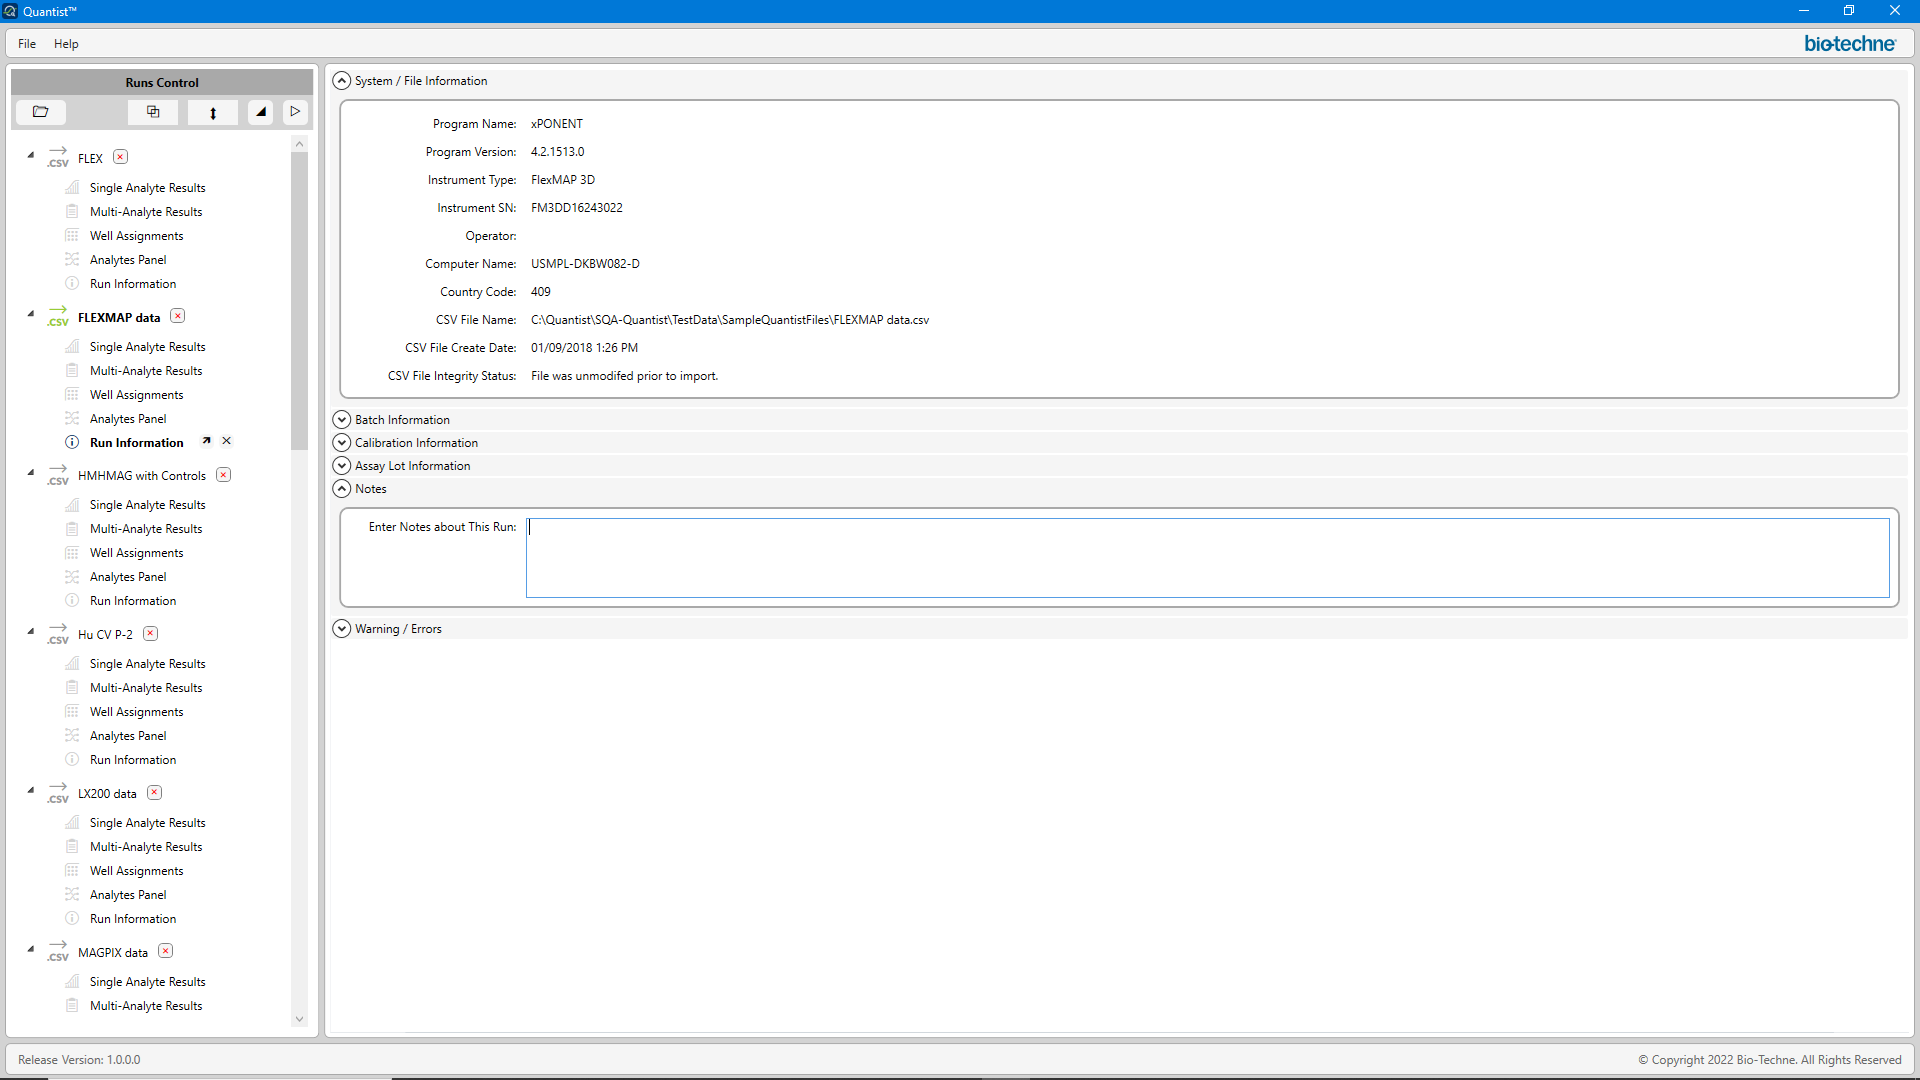 Quantist™
File Help
bio-techne®
Runs Control
.CSV FLEX
Single Analyte Results
Multi-Analyte Results
Well Assignments
Analytes Panel
Run Information
.CSV FLEXMAP data
Single Analyte Results
Multi-Analyte Results
Well Assignments
Analytes Panel
Run Information
.CSV HMHMAG with Controls
Single Analyte Results
Multi-Analyte Results
Well Assignments
Analytes Panel
Run Information
.CSV Hu CV P-2
Single Analyte Results
Multi-Analyte Results
Well Assignments
Analytes Panel
Run Information
.CSV LX200 data
Single Analyte Results
Multi-Analyte Results
Well Assignments
Analytes Panel
Run Information
.CSV MAGPIX data
Single Analyte Results
Multi-Analyte Results
System / File Information
Program Name: xPONENT
Program Version: 4.2.1513.0
Instrument Type: FlexMAP 3D
Instrument SN: FM3DD16243022
Operator:
Computer Name: USMPL-DKBW082-D
Country Code: 409
CSV File Name: C:\Quantist\SQA-Quantist\TestData\SampleQuantistFiles\FLEXMAP data.csv
CSV File Create Date: 01/09/2018 1:26 PM
CSV File Integrity Status: File was unmodifed prior to import.
Batch Information
Calibration Information
Assay Lot Information
Notes
Enter Notes about This Run:
Warning / Errors
Release Version: 1.0.0.0
© Copyright 2022 Bio-Techne. All Rights Reserved